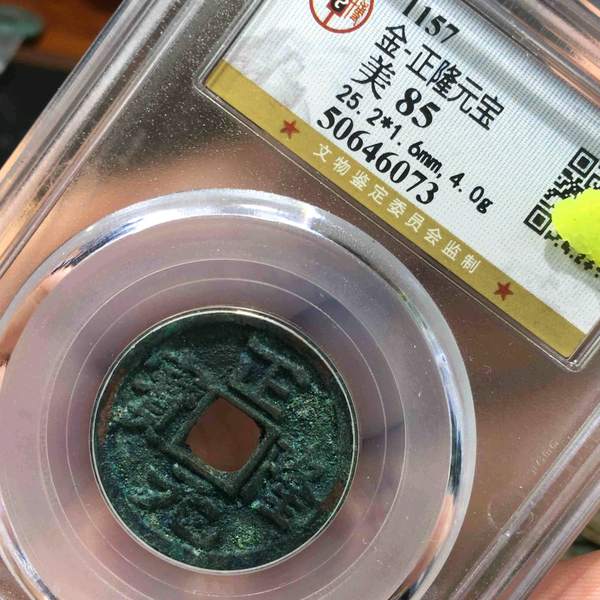 1157
金-正隆元宝
美 85
25.2*1.6mm, 4.0g
50646073
文物鉴定委员会监制
正隆元寳